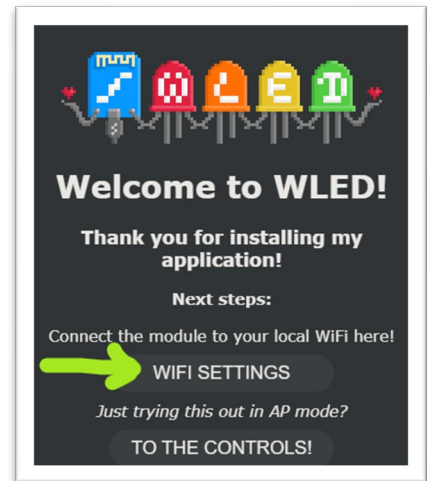 WLED
Welcome to WLED!
Thank you for installing my
application!
Next steps:
Connect the module to your local WiFi here!
WIFI SETTINGS
Just trying this out in AP mode?
TO THE CONTROLS!